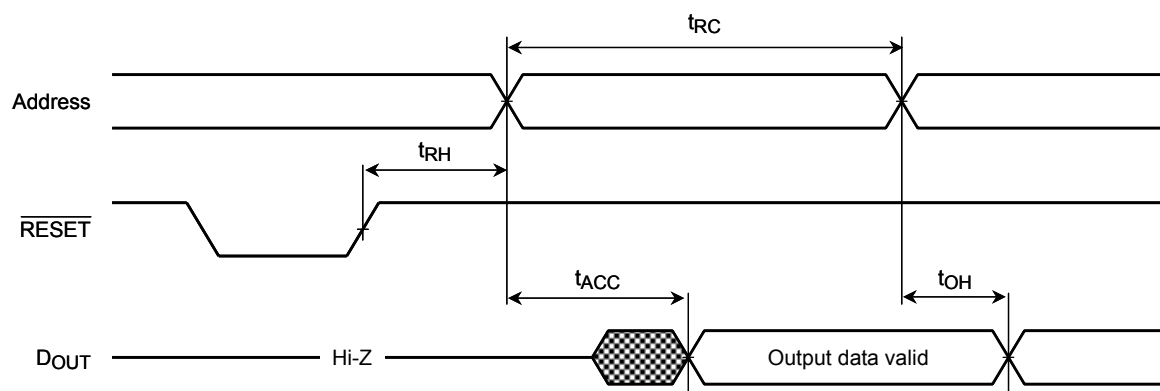 tRC
Address
tRH
RESET
tACC
tOH
DOUT
Hi-Z
Output data valid